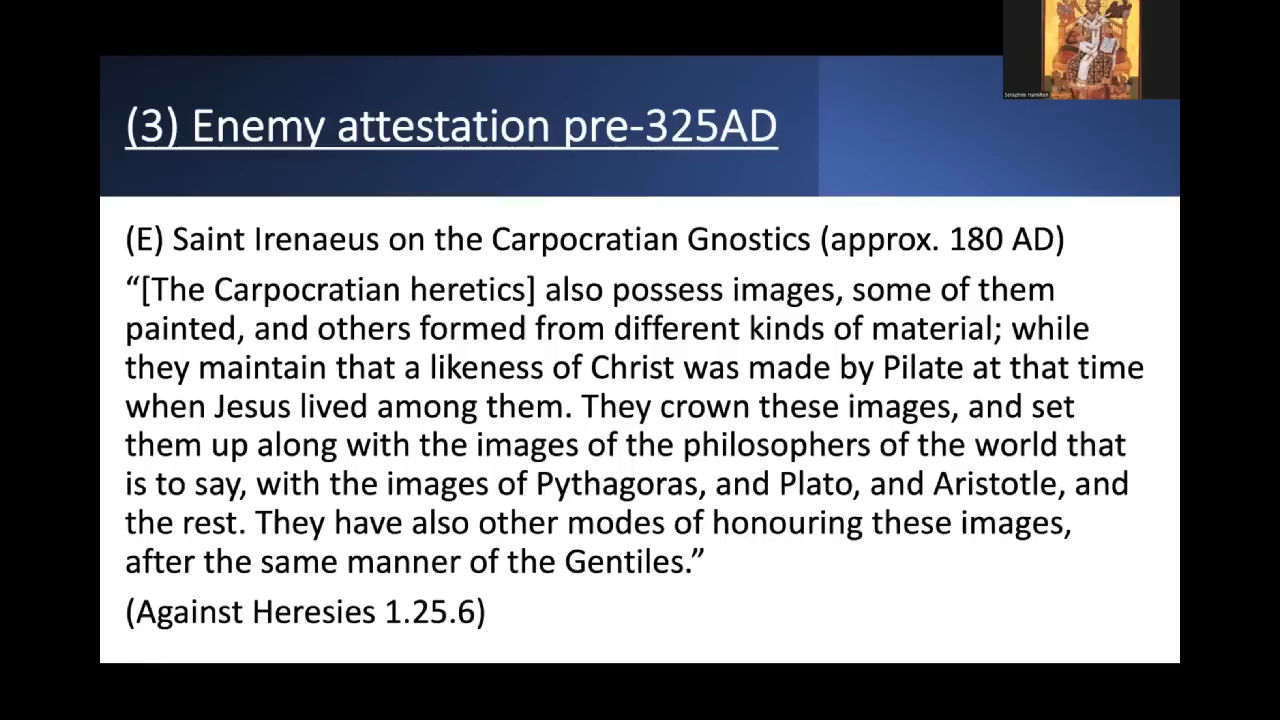 Seraphim Hamilton
(3) Enemy attestation pre-325AD
(E) Saint Irenaeus on the Carpocratian Gnostics (approx. 180 AD)
“[The Carpocratian heretics] also possess images, some of them
painted, and others formed from different kinds of material; while
they maintain that a likeness of Christ was made by Pilate at that time
when Jesus lived among them. They crown these images, and set
them up along with the images of the philosophers of the world that
is to say, with the images of Pythagoras, and Plato, and Aristotle, and
the rest. They have also other modes of honouring these images,
after the same manner of the Gentiles.”
(Against Heresies 1.25.6)